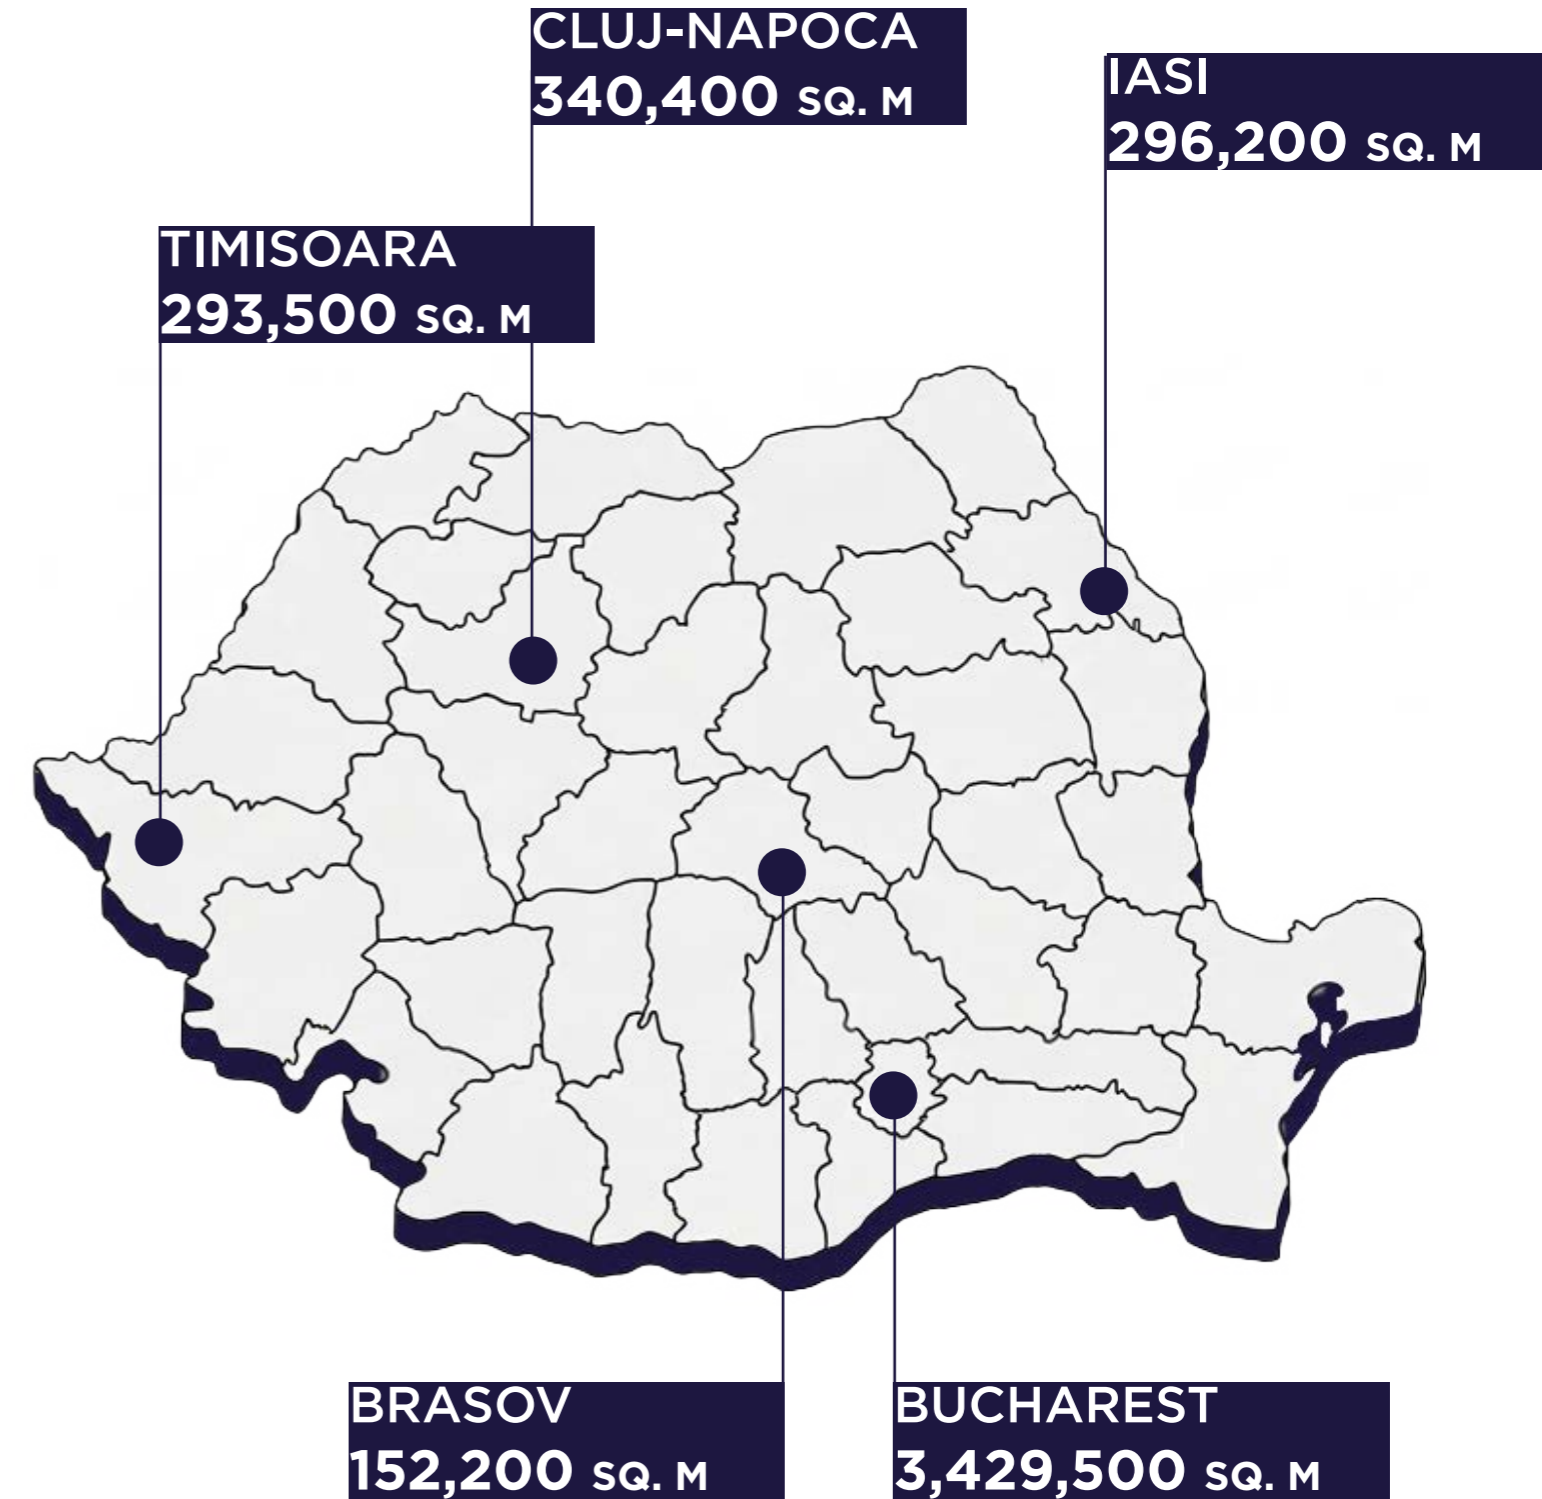 CLUJ-NAPOCA
340,400 SQ. M
IASI
296,200 SQ. M
TIMISOARA
293,500 SQ. M
BRASOV
152,200 SQ. M
BUCHAREST
3,429,500 SQ. M